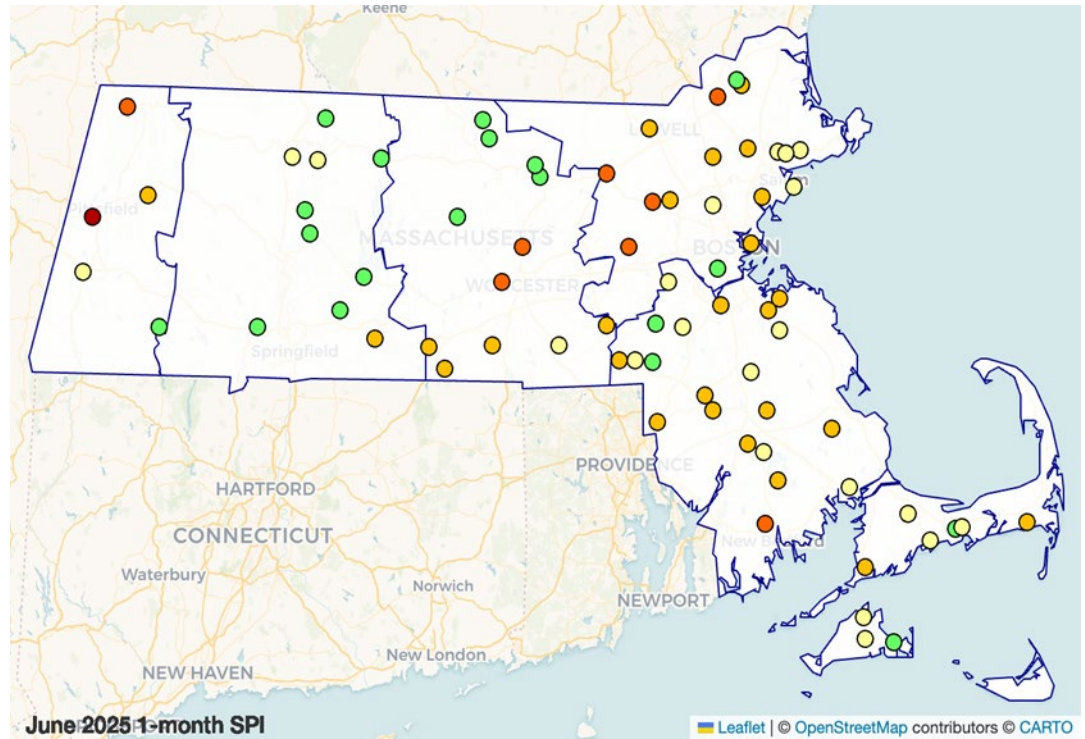 Keene
LOWELL
Salem
Pittsfield
MASSACHUSETTS
BOSTON
WORCESTER
Springfield
PROVIDENCE
HARTFORD
CONNECTICUT
New Bedford
Waterbury
Norwich
NEWPORT
New London
NEW HAVEN
June 2025 1-month SPI
Leaflet | © OpenStreetMap contributors © CARTO